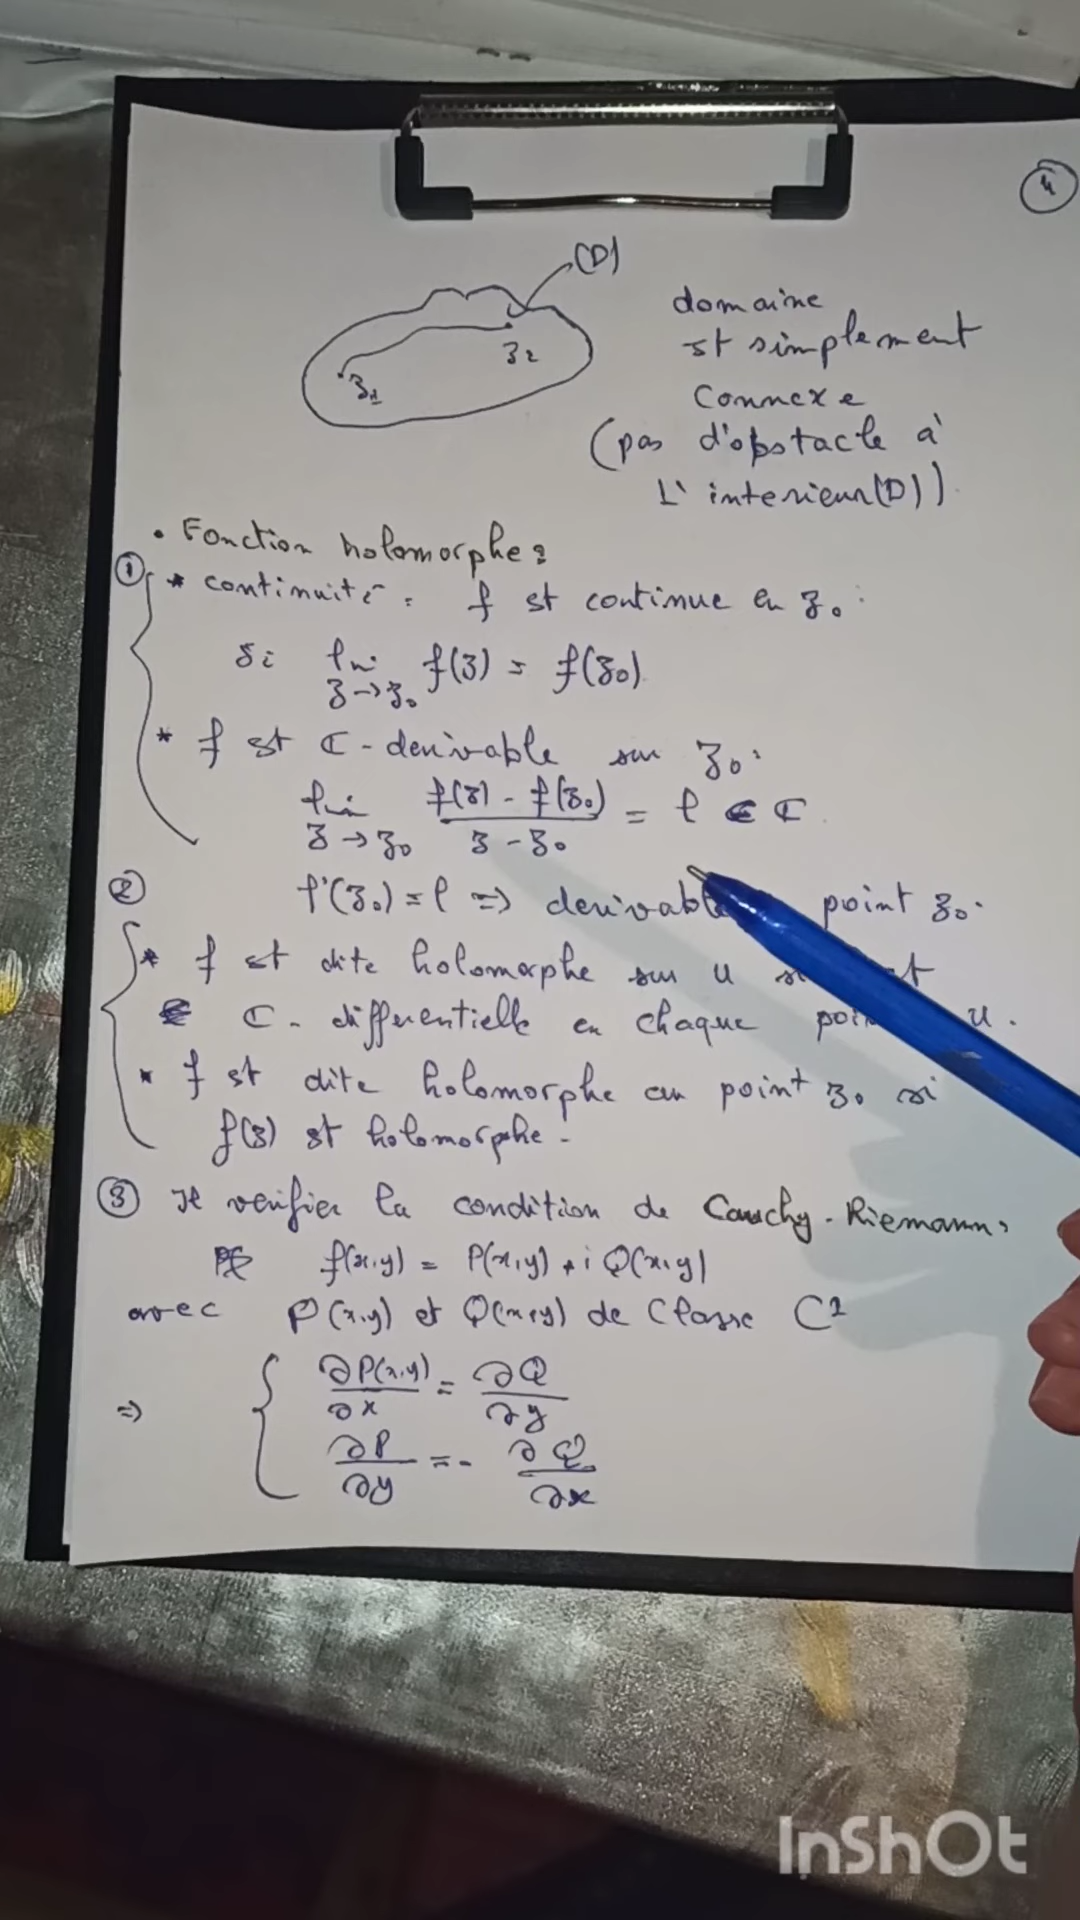 4
(D)
z1
z2
domaine
st simplement
connexe
(pas d'obstacle à
L'interieur(D)).
• Fonction holomorphe :
① * continuité : f st continue en z₀ :
si lim f(z) = f(z₀).
z→z₀
* f st ℂ-derivable sur z₀ :
lim f(z) - f(z₀) = l ∈ ℂ.
z→z₀ z - z₀
② f'(z₀) = l => derivable point z₀.
* f st dite holomorphe sur U
ℂ-differentielle en chaque U.
* f st dite holomorphe au point z₀ si
f(z) st holomorphe -
③ It verifier la condition de Cauchy-Riemann,
f(x,y) = P(x,y) + i Q(x,y)
avec P(x,y) et Q(x,y) de Classe C¹
=> { ∂P(x,y)/∂x = ∂Q/∂y
∂P/∂y = - ∂Q/∂x
InShOt